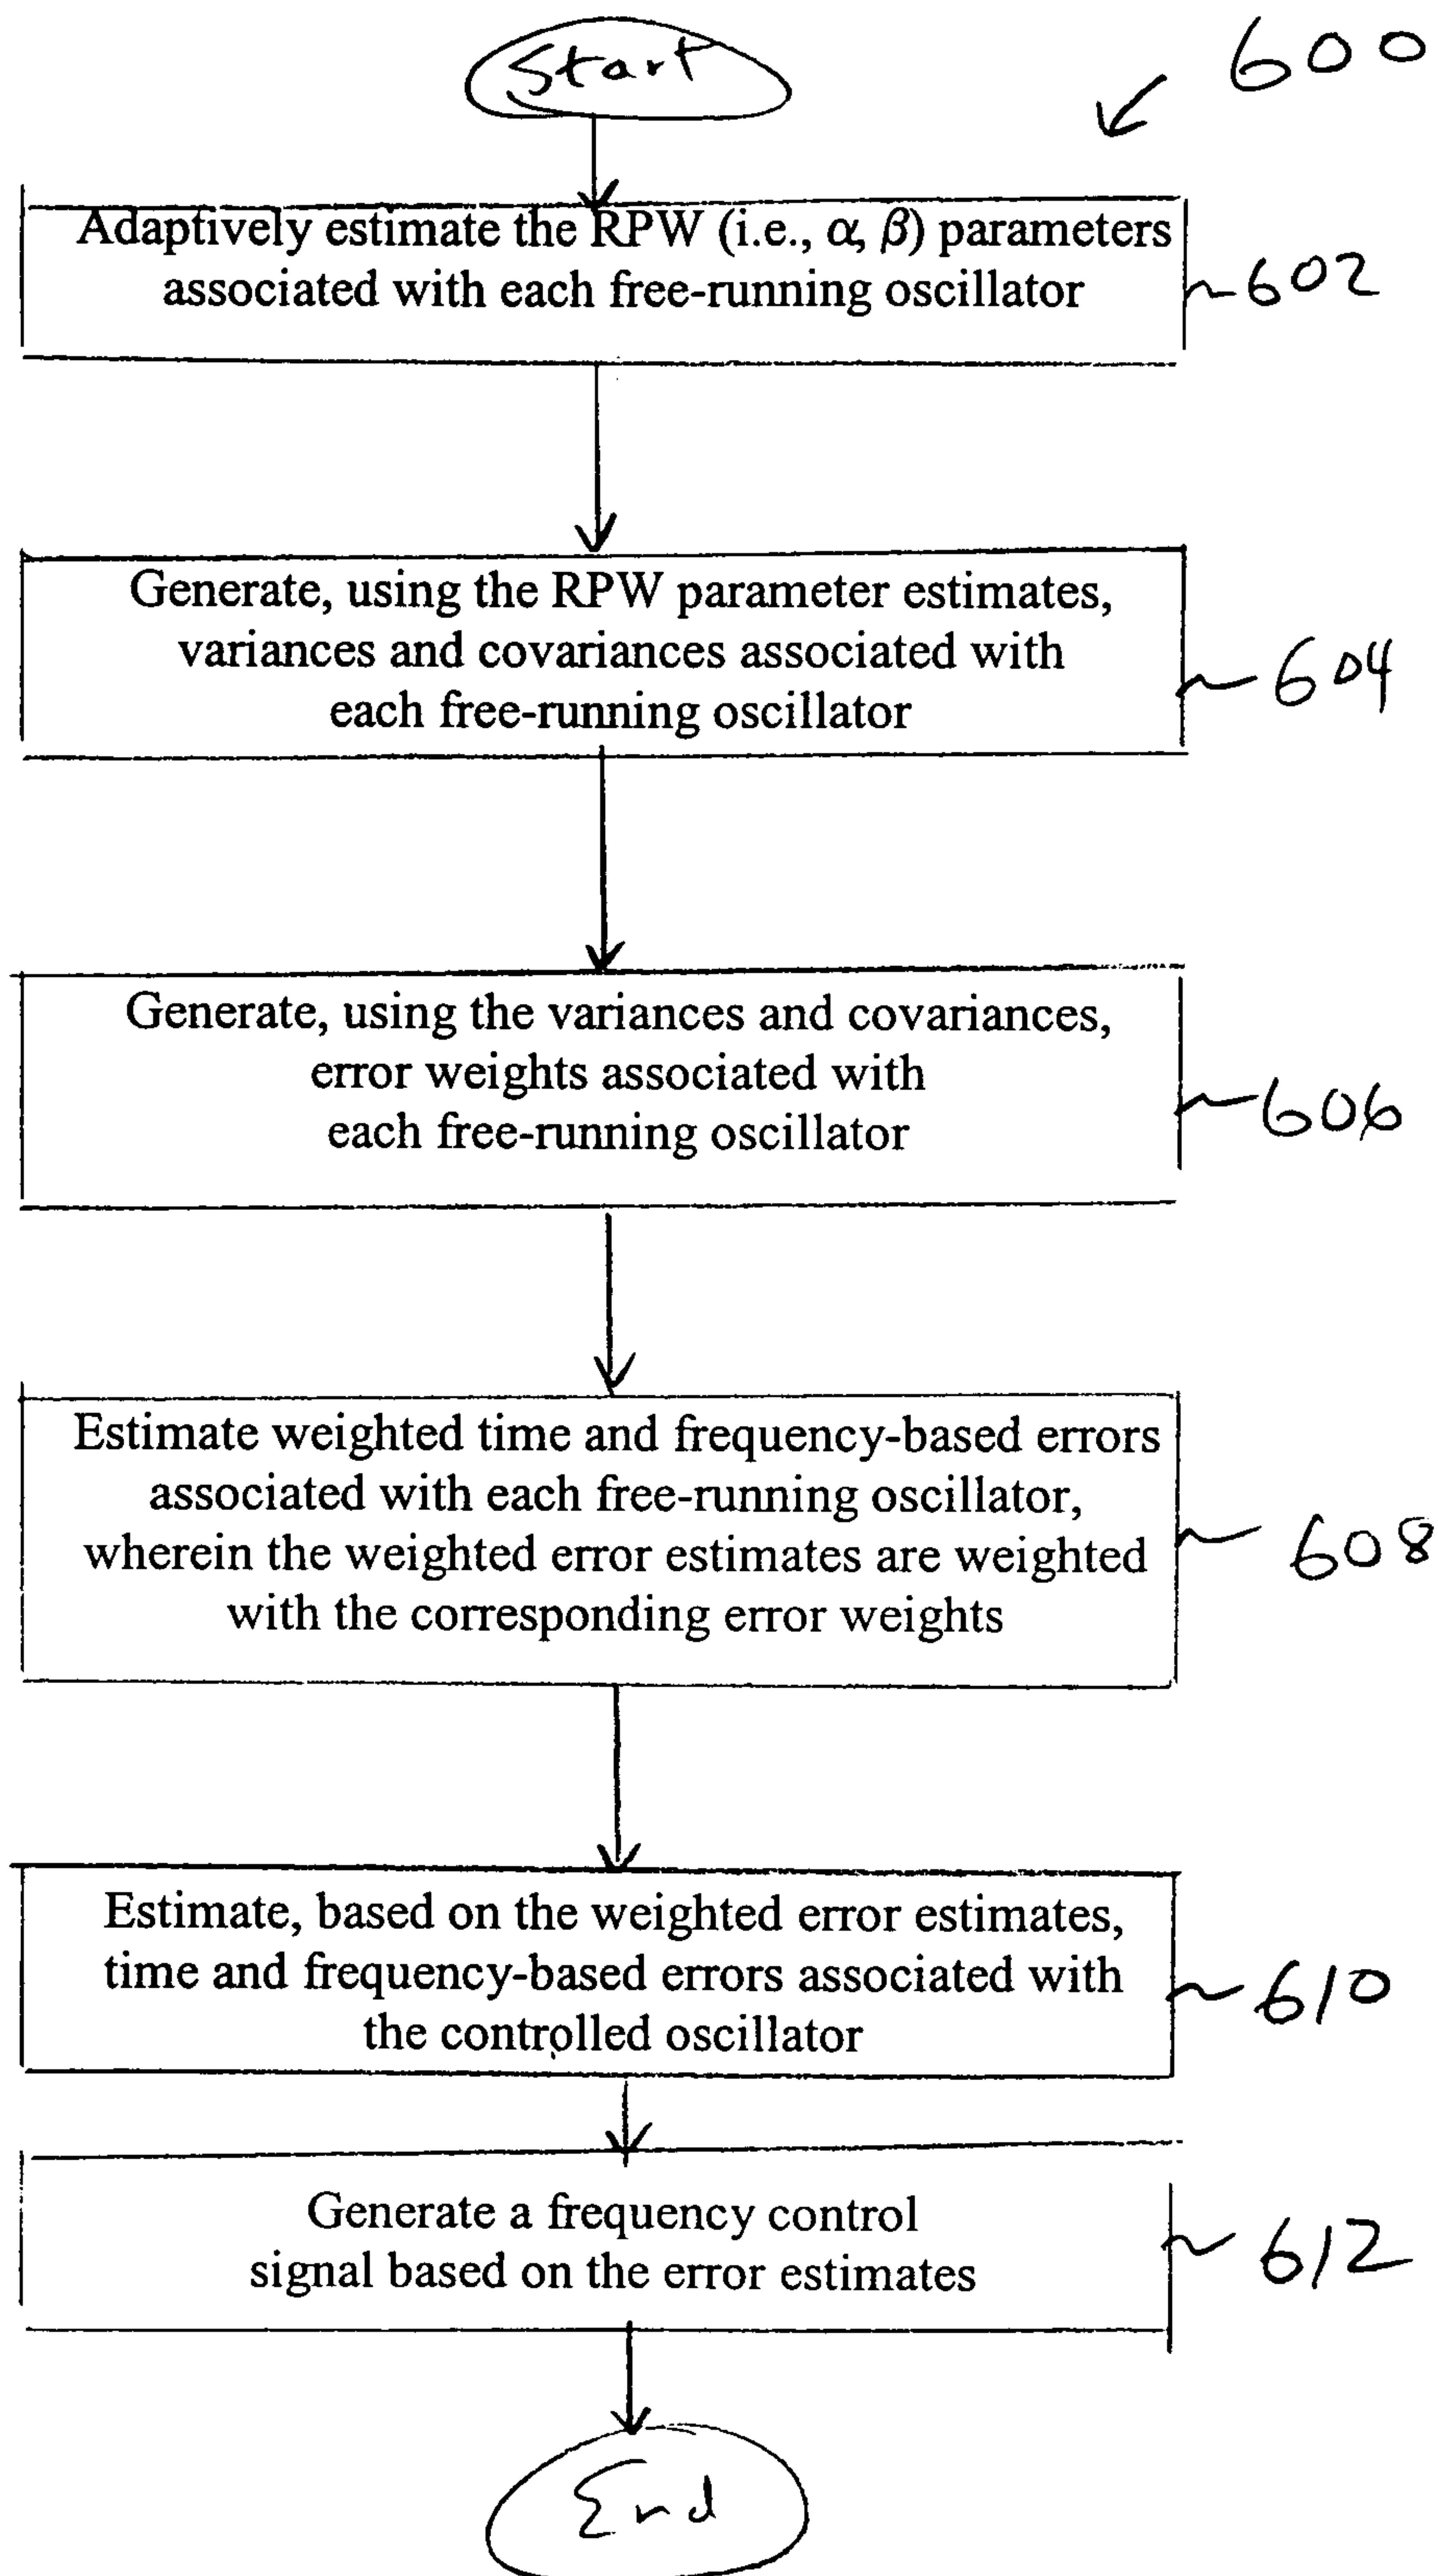 Start
600
Adaptively estimate the RPW (i.e., α, β) parameters
associated with each free-running oscillator
602
Generate, using the RPW parameter estimates,
variances and covariances associated with
each free-running oscillator
604
Generate, using the variances and covariances,
error weights associated with
each free-running oscillator
606
Estimate weighted time and frequency-based errors
associated with each free-running oscillator,
wherein the weighted error estimates are weighted
with the corresponding error weights
608
Estimate, based on the weighted error estimates,
time and frequency-based errors associated with
the controlled oscillator
610
Generate a frequency control
signal based on the error estimates
612
End